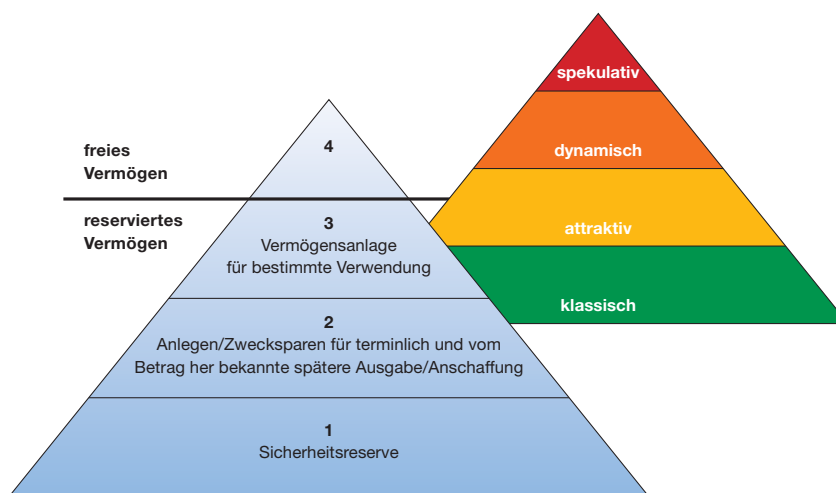 freies
Vermögen
reserviertes
Vermögen
4
3
Vermögensanlage
für bestimmte Verwendung
2
Anlegen/Zwecksparen für terminlich und vom
Betrag her bekannte spätere Ausgabe/Anschaffung
1
Sicherheitsreserve
spekulativ
dynamisch
attraktiv
klassisch